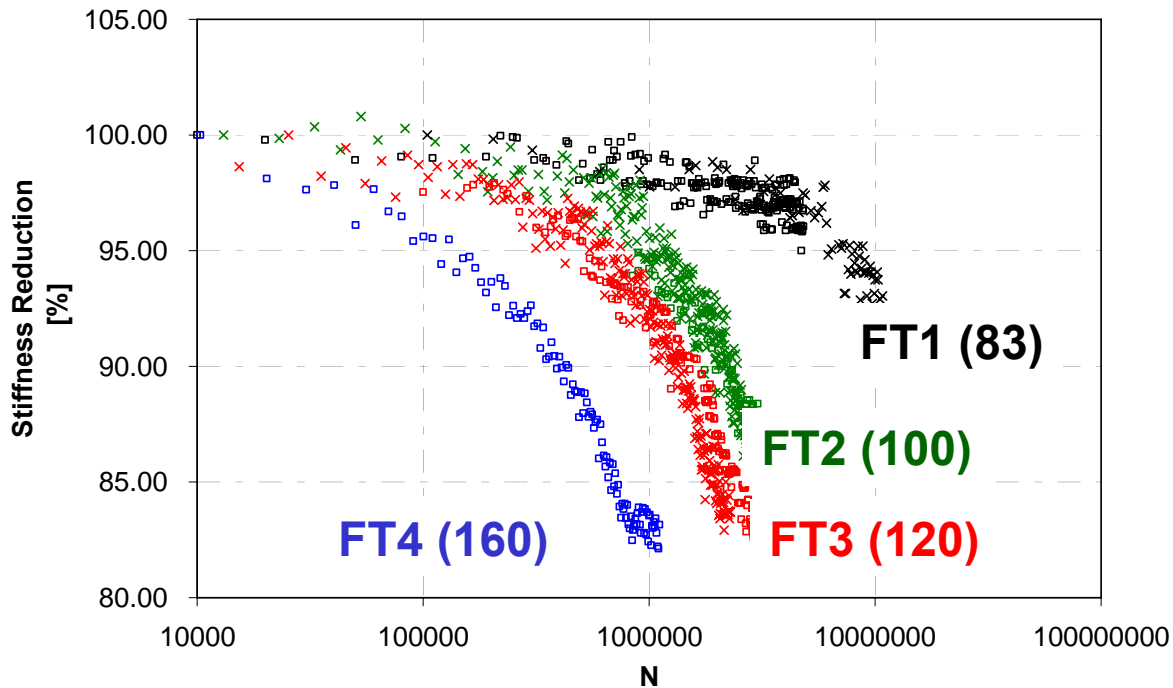 105.00
100.00
95.00
90.00
85.00
80.00
Stiffness Reduction
[%]
FT1 (83)
FT2 (100)
FT4 (160)
FT3 (120)
10000
100000
1000000
10000000
100000000
N